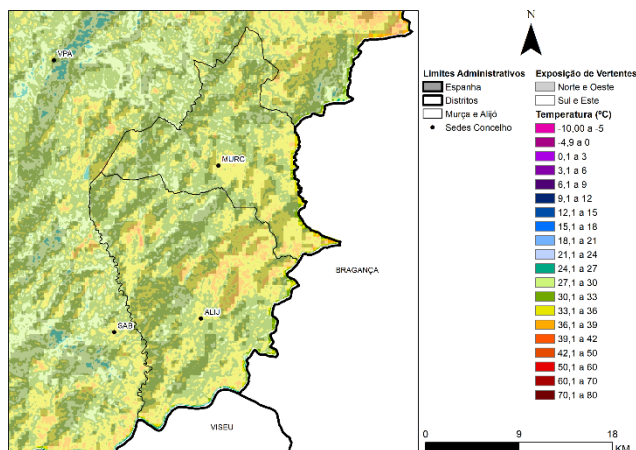 VPA
MURC
BRAGANÇA
ALIJ
SAB
VISEU
N
Limites Administrativos
Espanha
Distritos
Murça e Alijó
Sedes Concelho
Exposição de Vertentes
Norte e Oeste
Sul e Este
Temperatura (ºC)
-10,00 a -5
-4,9 a 0
0,1 a 3
3,1 a 6
6,1 a 9
9,1 a 12
12,1 a 15
15,1 a 18
18,1 a 21
21,1 a 24
24,1 a 27
27,1 a 30
30,1 a 33
33,1 a 36
36,1 a 39
39,1 a 42
42,1 a 50
50,1 a 60
60,1 a 70
70,1 a 80
0 9 18
KM